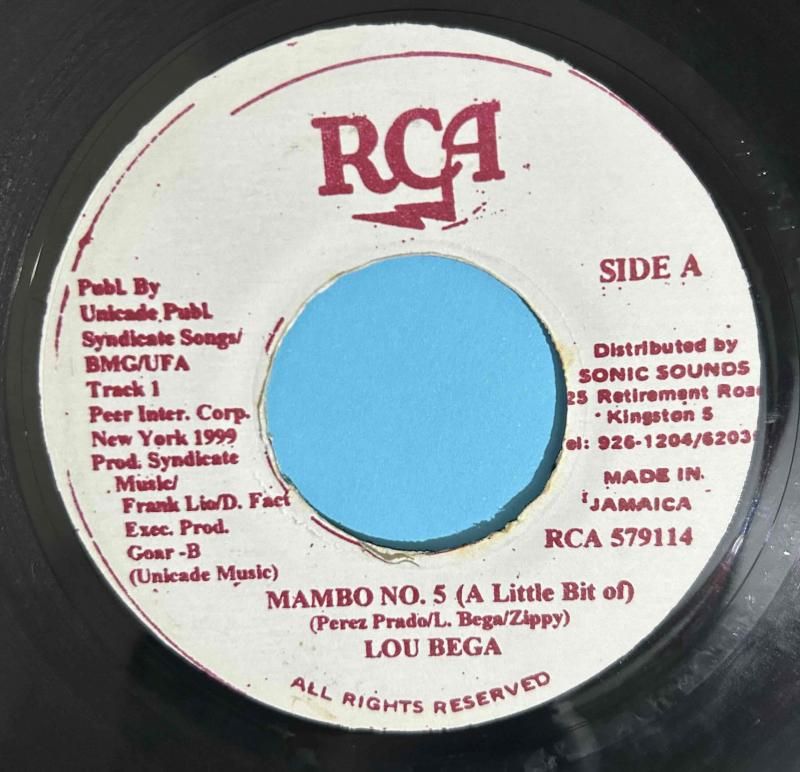 RCA
SIDE A
Publ. By
Unicade Publ.
Syndicate Songs/
BMG/UFA
Track 1
Peer Inter. Corp.
New York 1999
Prod. Syndicate
Music/
Frank Lio/D. Fact
Exec. Prod.
Goar -B
(Unicade Music)
Distributed by
SONIC SOUNDS
25 Retirement Roa
Kingston 5
el: 926-1204/6203
MADE IN
JAMAICA
RCA 579114
MAMBO NO. 5 (A Little Bit of)
(Perez Prado/L. Bega/Zippy)
LOU BEGA
ALL RIGHTS RESERVED